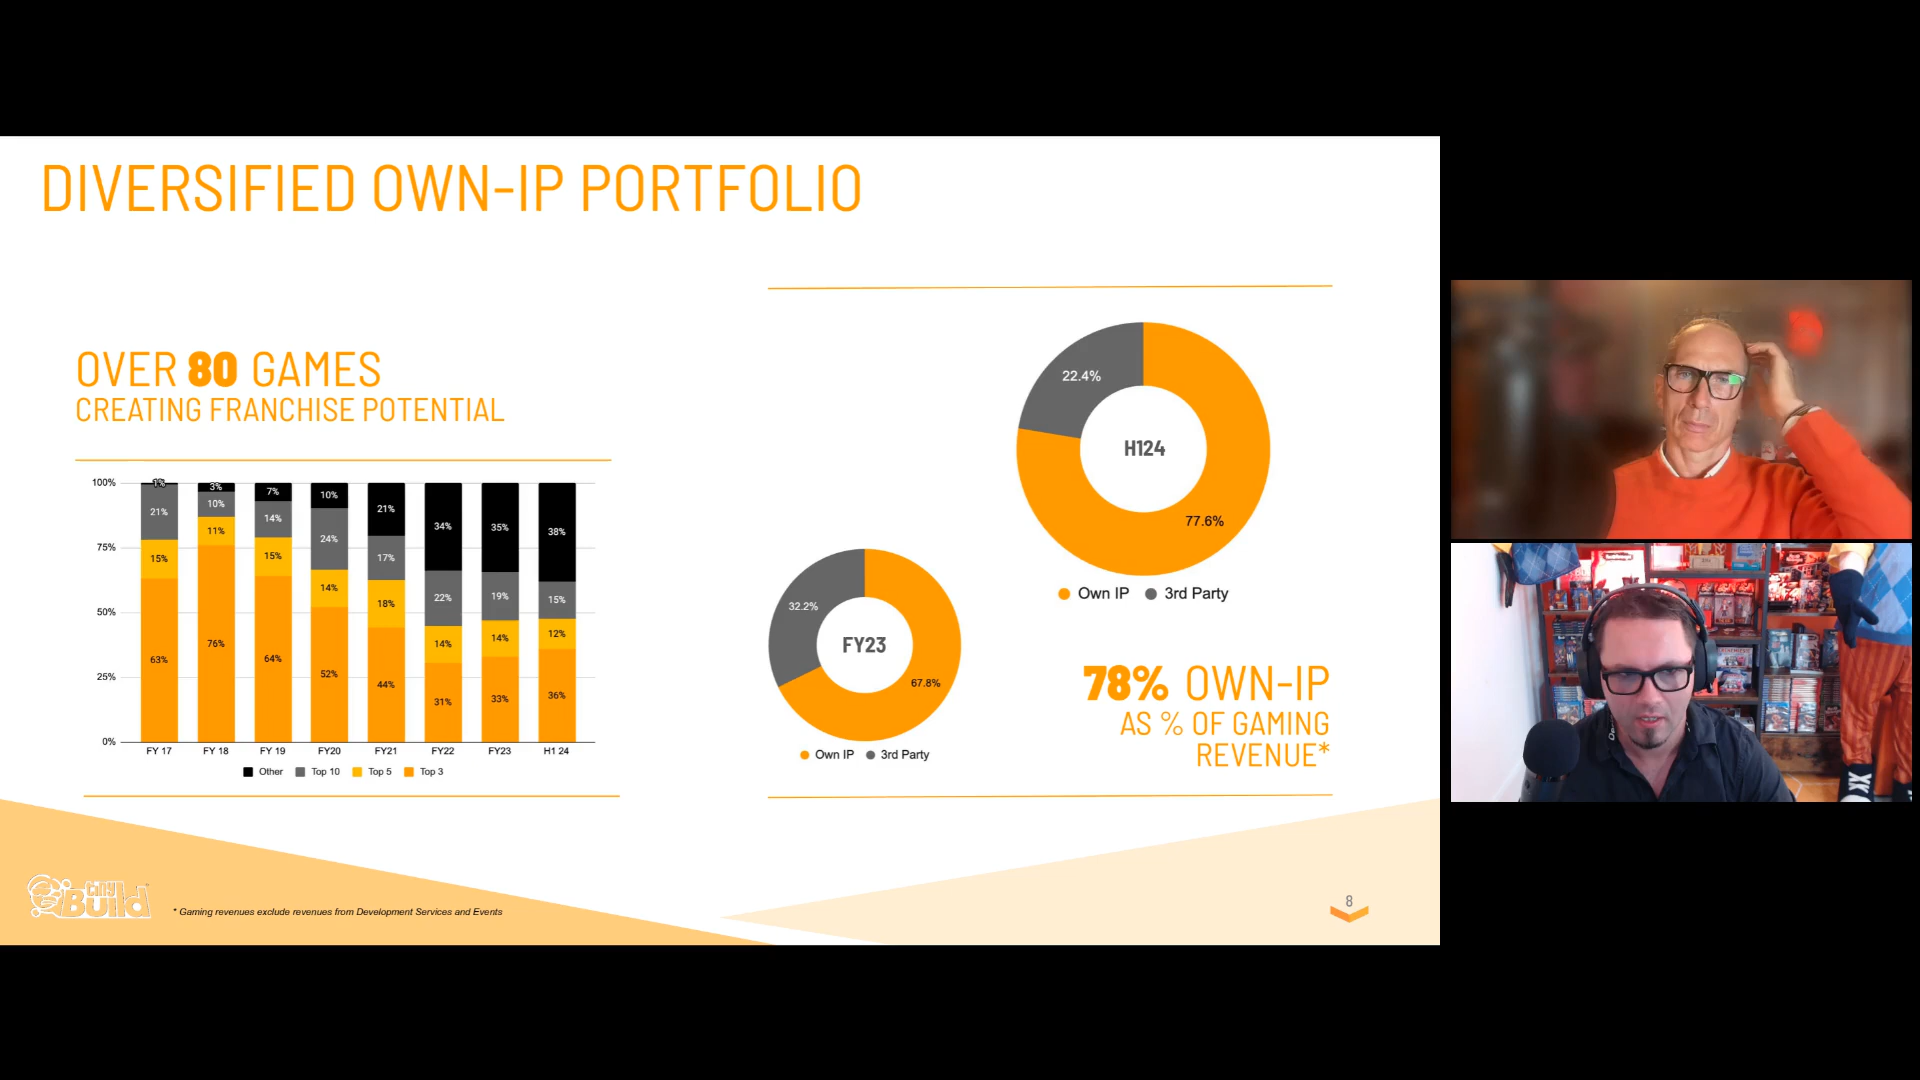 DIVERSIFIED OWN-IP PORTFOLIO
OVER 80 GAMES
CREATING FRANCHISE POTENTIAL
100%
75%
50%
25%
0%
1%
21%
15%
63%
3%
10%
11%
76%
7%
14%
15%
64%
10%
24%
14%
52%
21%
17%
18%
44%
34%
22%
14%
31%
35%
19%
14%
33%
38%
15%
12%
36%
FY 17 FY 18 FY 19 FY20 FY21 FY22 FY23 H1 24
Other Top 10 Top 5 Top 3
32.2%
FY23
67.8%
Own IP 3rd Party
22.4%
H124
77.6%
Own IP 3rd Party
78% OWN-IP
AS % OF GAMING
REVENUE*
tiny
Build
* Gaming revenues exclude revenues from Development Services and Events
8